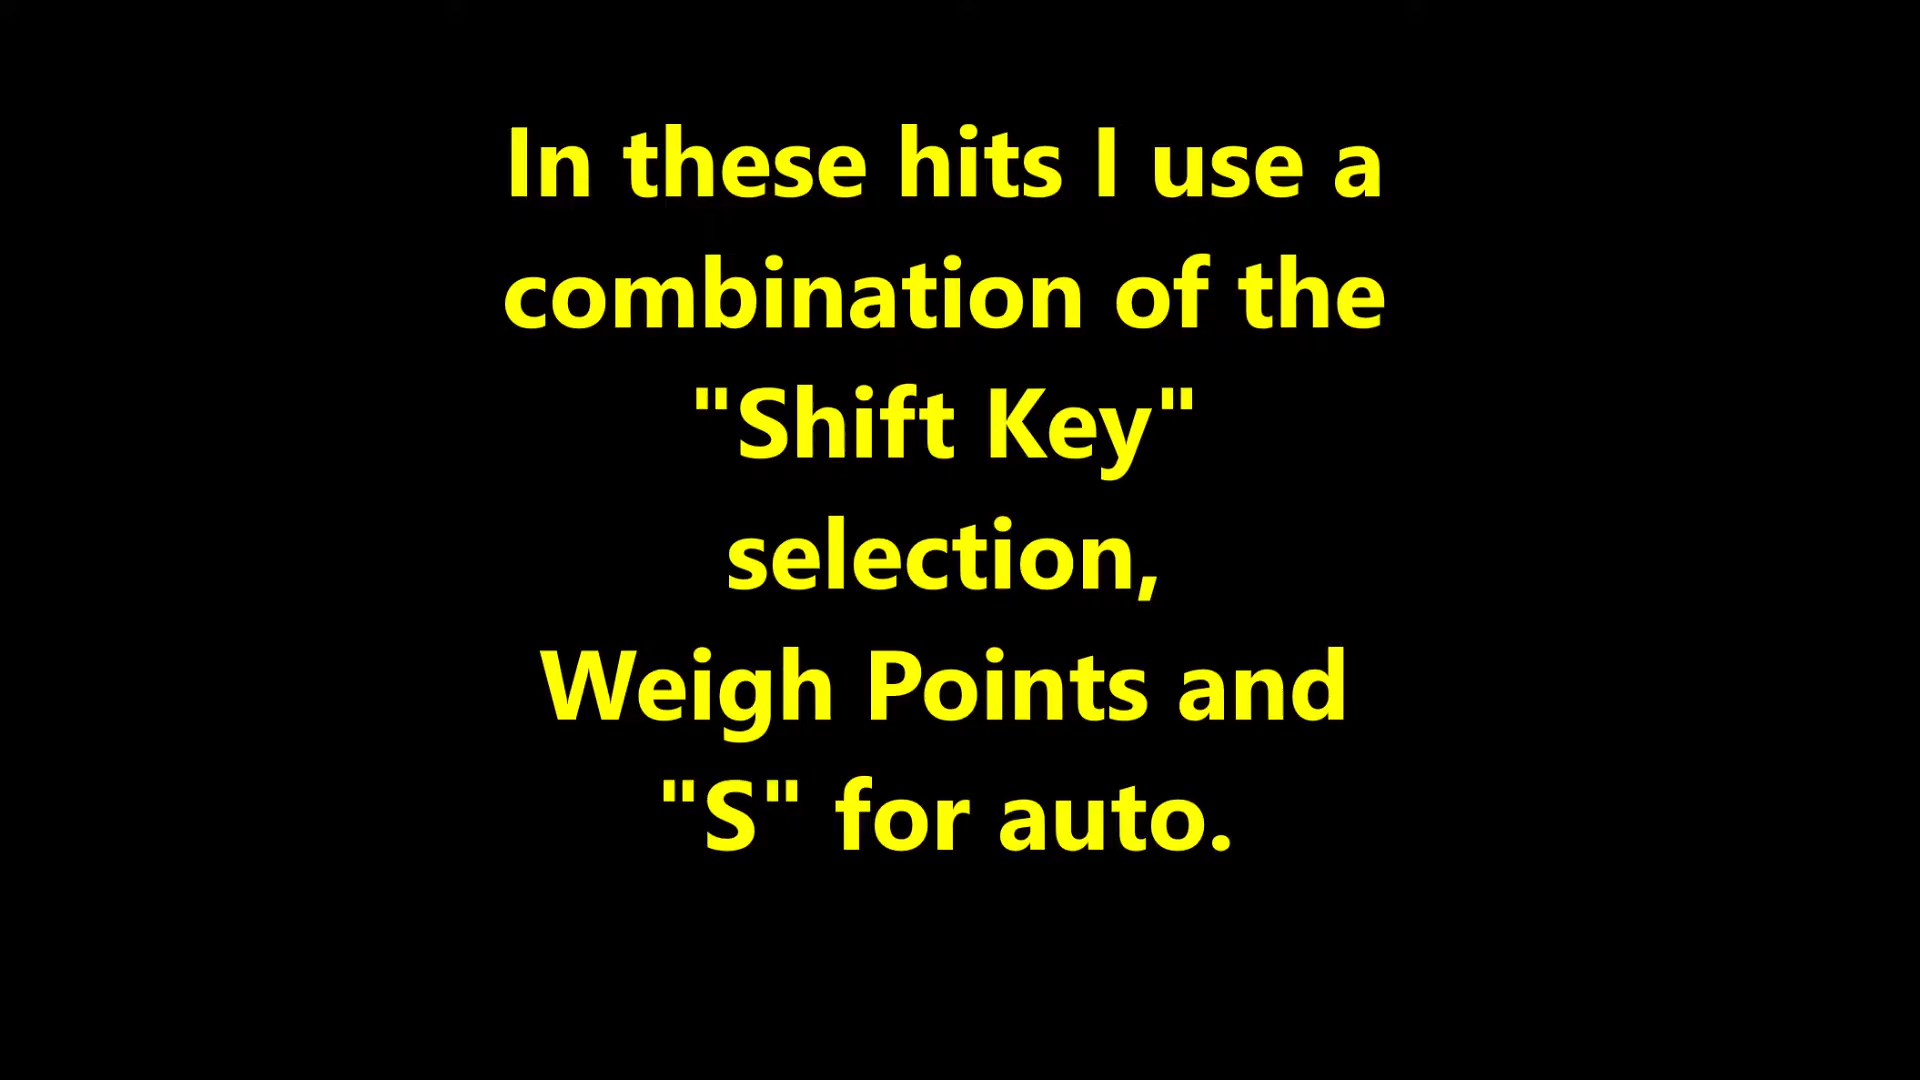 In these hits I use a
combination of the
"Shift Key"
selection,
Weigh Points and
"S" for auto.